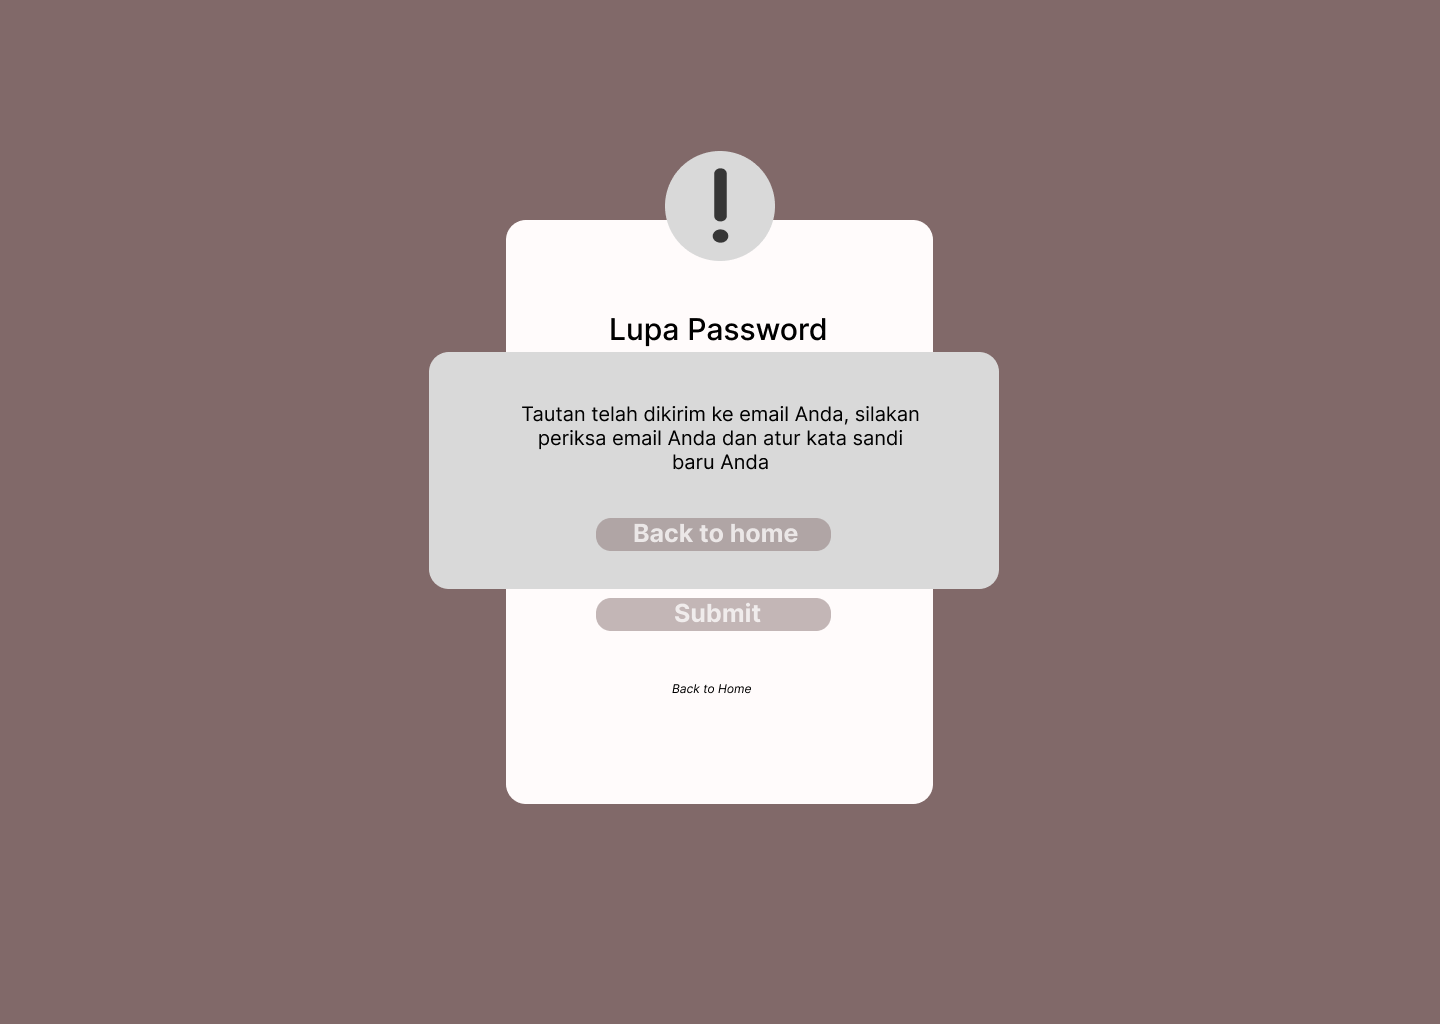 !
Lupa Password
Tautan telah dikirim ke email Anda, silakan
periksa email Anda dan atur kata sandi
baru Anda
Back to home
Submit
Back to Home